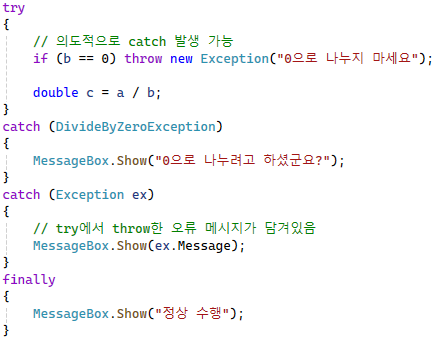 try
{
    // 의도적으로 catch 발생 가능
    if (b == 0) throw new Exception("0으로 나누지 마세요");

    double c = a / b;
}
catch (DivideByZeroException)
{
    MessageBox.Show("0으로 나누려고 하셨군요?");
}
catch (Exception ex)
{
    // try에서 throw한 오류 메시지가 담겨있음
    MessageBox.Show(ex.Message);
}
finally
{
    MessageBox.Show("정상 수행");
}